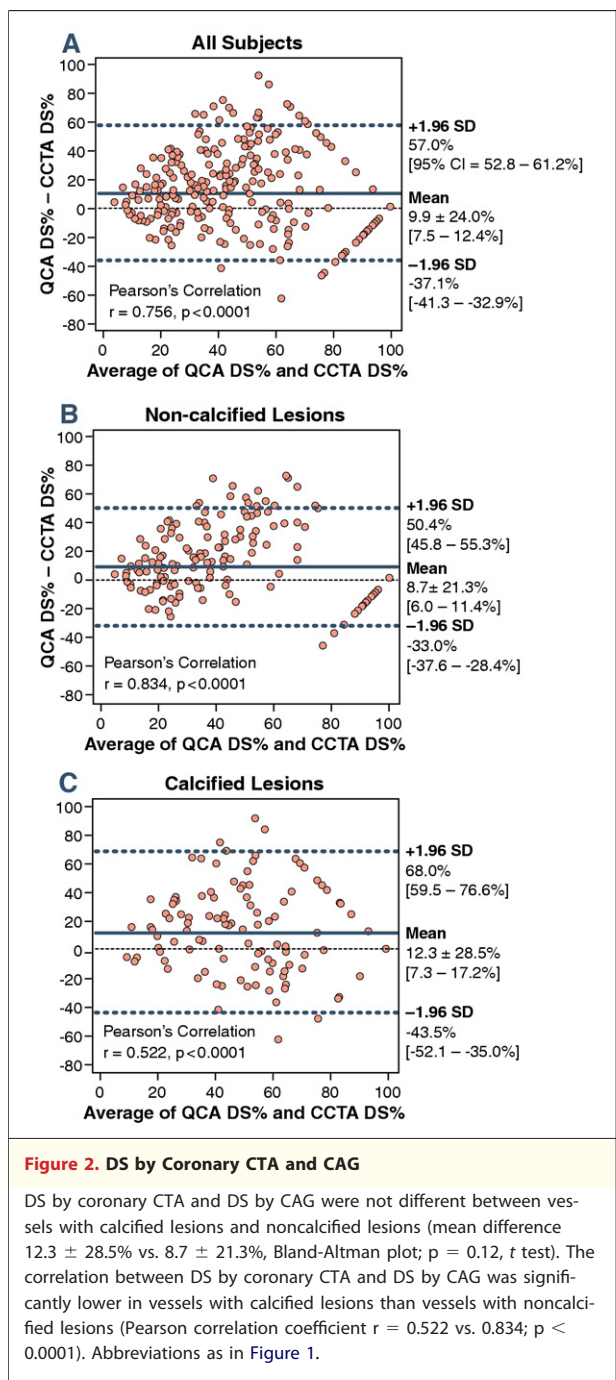 A
All Subjects
100
80
60
40
20
0
-20
-40
-60
-80
QCA DS% – CCTA DS%
+1.96 SD
57.0%
[95% CI = 52.8 – 61.2%]
Mean
9.9 ± 24.0%
[7.5 – 12.4%]
–1.96 SD
-37.1%
[-41.3 – -32.9%]
Pearson's Correlation
r = 0.756, p<0.0001
0 20 40 60 80 100
Average of QCA DS% and CCTA DS%
B
Non-calcified Lesions
100
80
60
40
20
0
-20
-40
-60
-80
QCA DS% – CCTA DS%
+1.96 SD
50.4%
[45.8 – 55.3%]
Mean
8.7± 21.3%
[6.0 – 11.4%]
–1.96 SD
-33.0%
[-37.6 – -28.4%]
Pearson's Correlation
r = 0.834, p<0.0001
0 20 40 60 80 100
Average of QCA DS% and CCTA DS%
C
Calcified Lesions
100
80
60
40
20
0
-20
-40
-60
-80
QCA DS% – CCTA DS%
+1.96 SD
68.0%
[59.5 – 76.6%]
Mean
12.3 ± 28.5%
[7.3 – 17.2%]
–1.96 SD
-43.5%
[-52.1 – -35.0%]
Pearson's Correlation
r = 0.522, p<0.0001
0 20 40 60 80 100
Average of QCA DS% and CCTA DS%
Figure 2. DS by Coronary CTA and CAG
DS by coronary CTA and DS by CAG were not different between ves-
sels with calcified lesions and noncalcified lesions (mean difference
12.3 ± 28.5% vs. 8.7 ± 21.3%, Bland-Altman plot; p = 0.12, t test). The
correlation between DS by coronary CTA and DS by CAG was signifi-
cantly lower in vessels with calcified lesions than vessels with noncalci-
fied lesions (Pearson correlation coefficient r = 0.522 vs. 0.834; p <
0.0001). Abbreviations as in Figure 1.